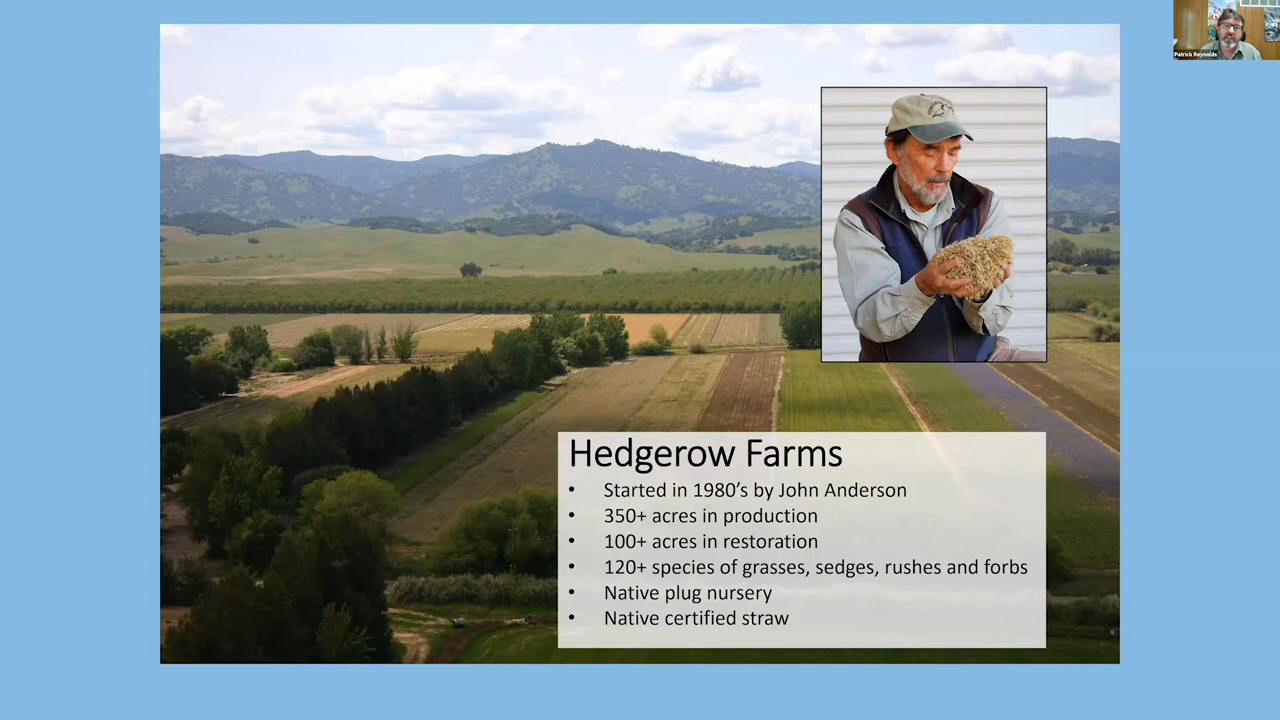 Patrick Reynolds
Hedgerow Farms
• Started in 1980's by John Anderson
• 350+ acres in production
• 100+ acres in restoration
• 120+ species of grasses, sedges, rushes and forbs
• Native plug nursery
• Native certified straw